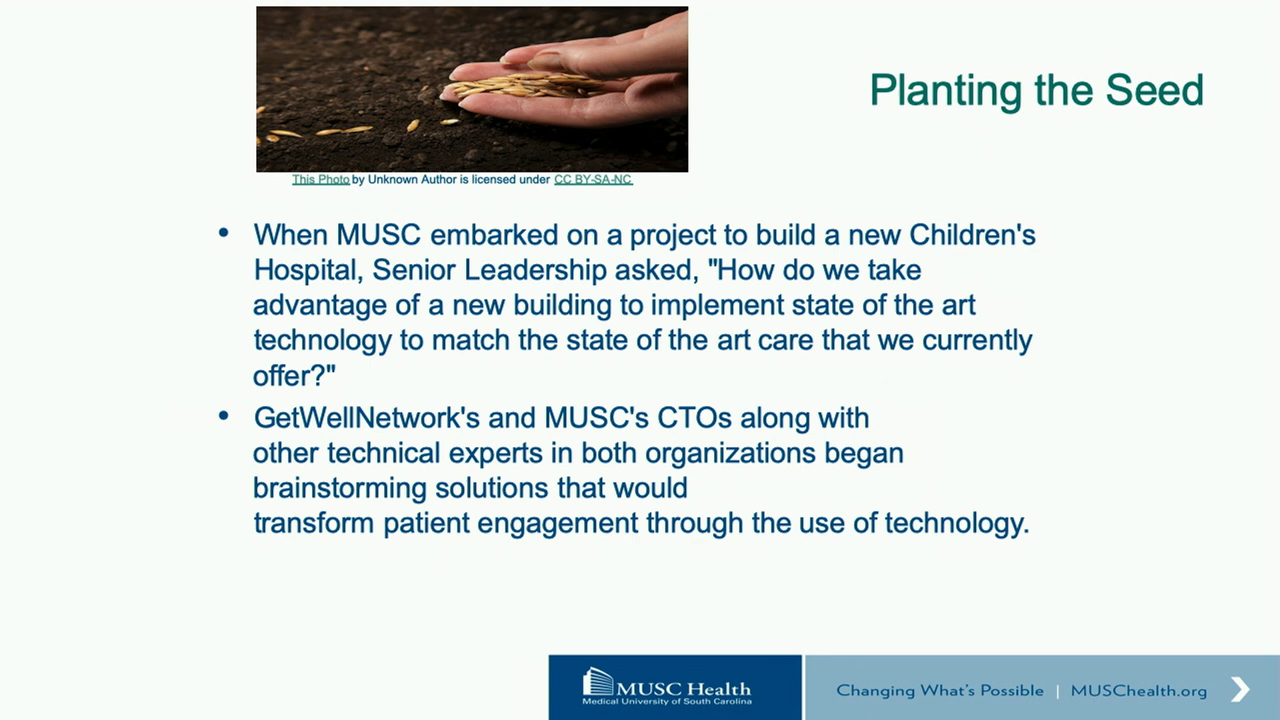 Planting the Seed
This Photo by Unknown Author is licensed under CC BY-SA-NC
• When MUSC embarked on a project to build a new Children's
Hospital, Senior Leadership asked, "How do we take
advantage of a new building to implement state of the art
technology to match the state of the art care that we currently
offer?"
• GetWellNetwork's and MUSC's CTOs along with
other technical experts in both organizations began
brainstorming solutions that would
transform patient engagement through the use of technology.
MUSC Health
Medical University of South Carolina
Changing What's Possible | MUSChealth.org